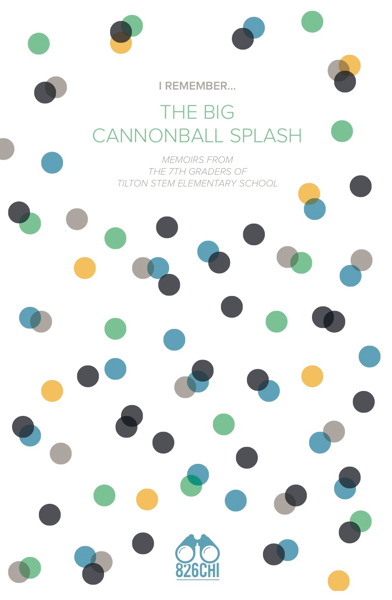 I REMEMBER...
THE BIG
CANNONBALL SPLASH
MEMOIRS FROM
THE 7TH GRADERS OF
TILTON STEM ELEMENTARY SCHOOL
826CHI